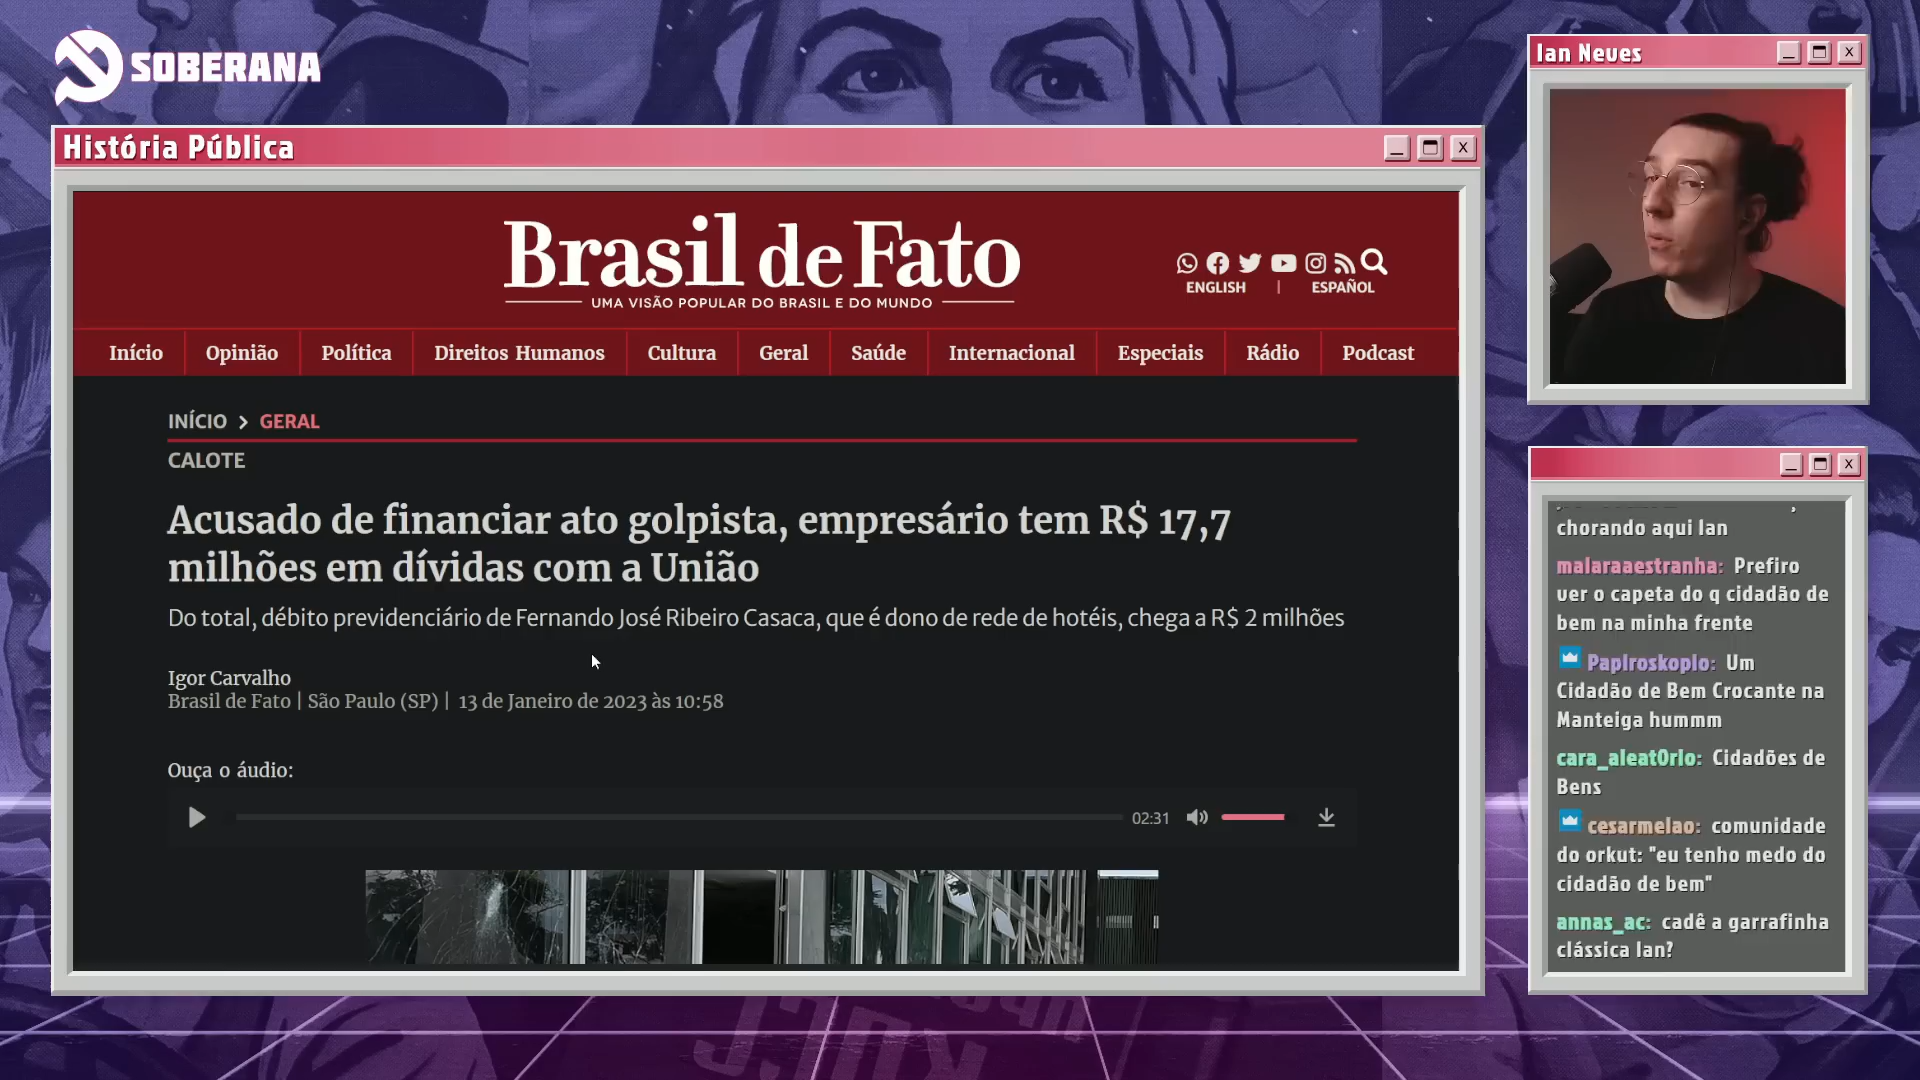 SOBERANA
História Pública
Brasil de Fato
UMA VISÃO POPULAR DO BRASIL E DO MUNDO
ENGLISH | ESPAÑOL
Início Opinião Política Direitos Humanos Cultura Geral Saúde Internacional Especiais Rádio Podcast
INÍCIO > GERAL
CALOTE
Acusado de financiar ato golpista, empresário tem R$ 17,7
milhões em dívidas com a União
Do total, débito previdenciário de Fernando José Ribeiro Casaca, que é dono de rede de hotéis, chega a R$ 2 milhões
Igor Carvalho
Brasil de Fato | São Paulo (SP) | 13 de Janeiro de 2023 às 10:58
Ouça o áudio:
02:31
Ian Neves
chorando aqui Ian
maiaraaestranha: Prefiro
ver o capeta do q cidadão de
bem na minha frente
Papiroskopio: Um
Cidadão de Bem Crocante na
Manteiga hummm
cara_aleat0rio: Cidadões de
Bens
cesarmelao: comunidade
do orkut: "eu tenho medo do
cidadão de bem"
annas_ac: cadê a garrafinha
clássica Ian?